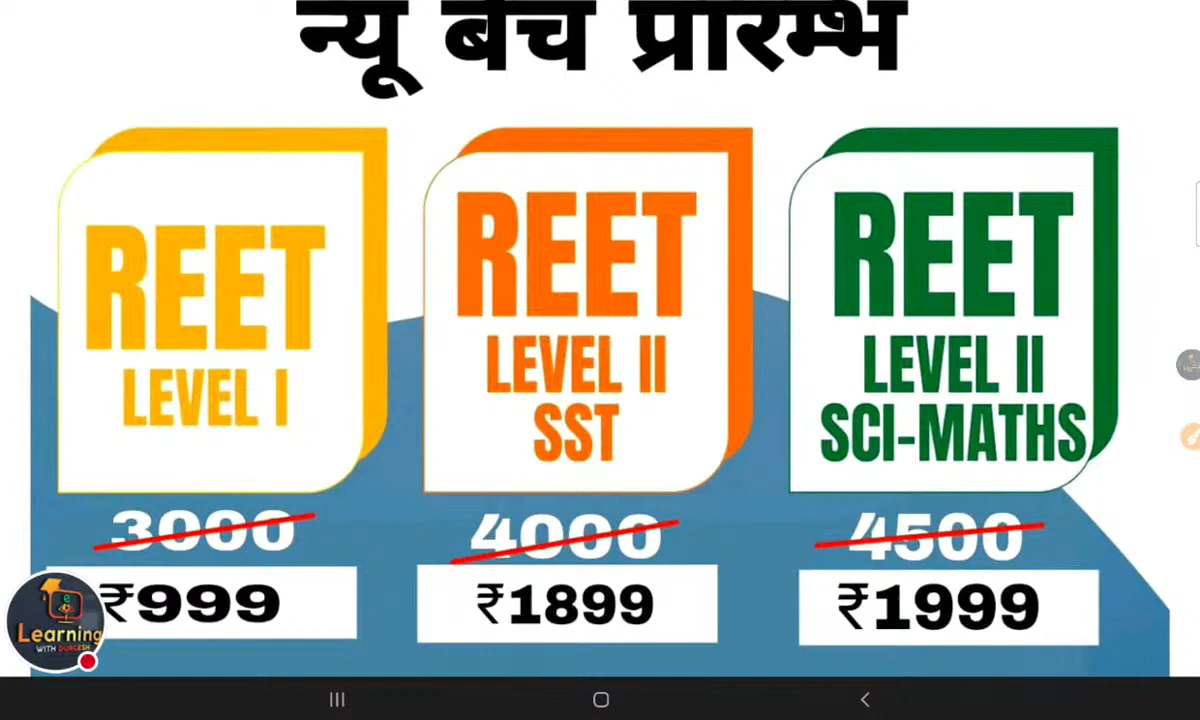 न्यू बैच प्रारम्भ
REET
LEVEL I
REET
LEVEL II
SST
REET
LEVEL II
SCI-MATHS
3000
4000
4500
₹999
₹1899
₹1999
e
Learning
WITH DURGESH